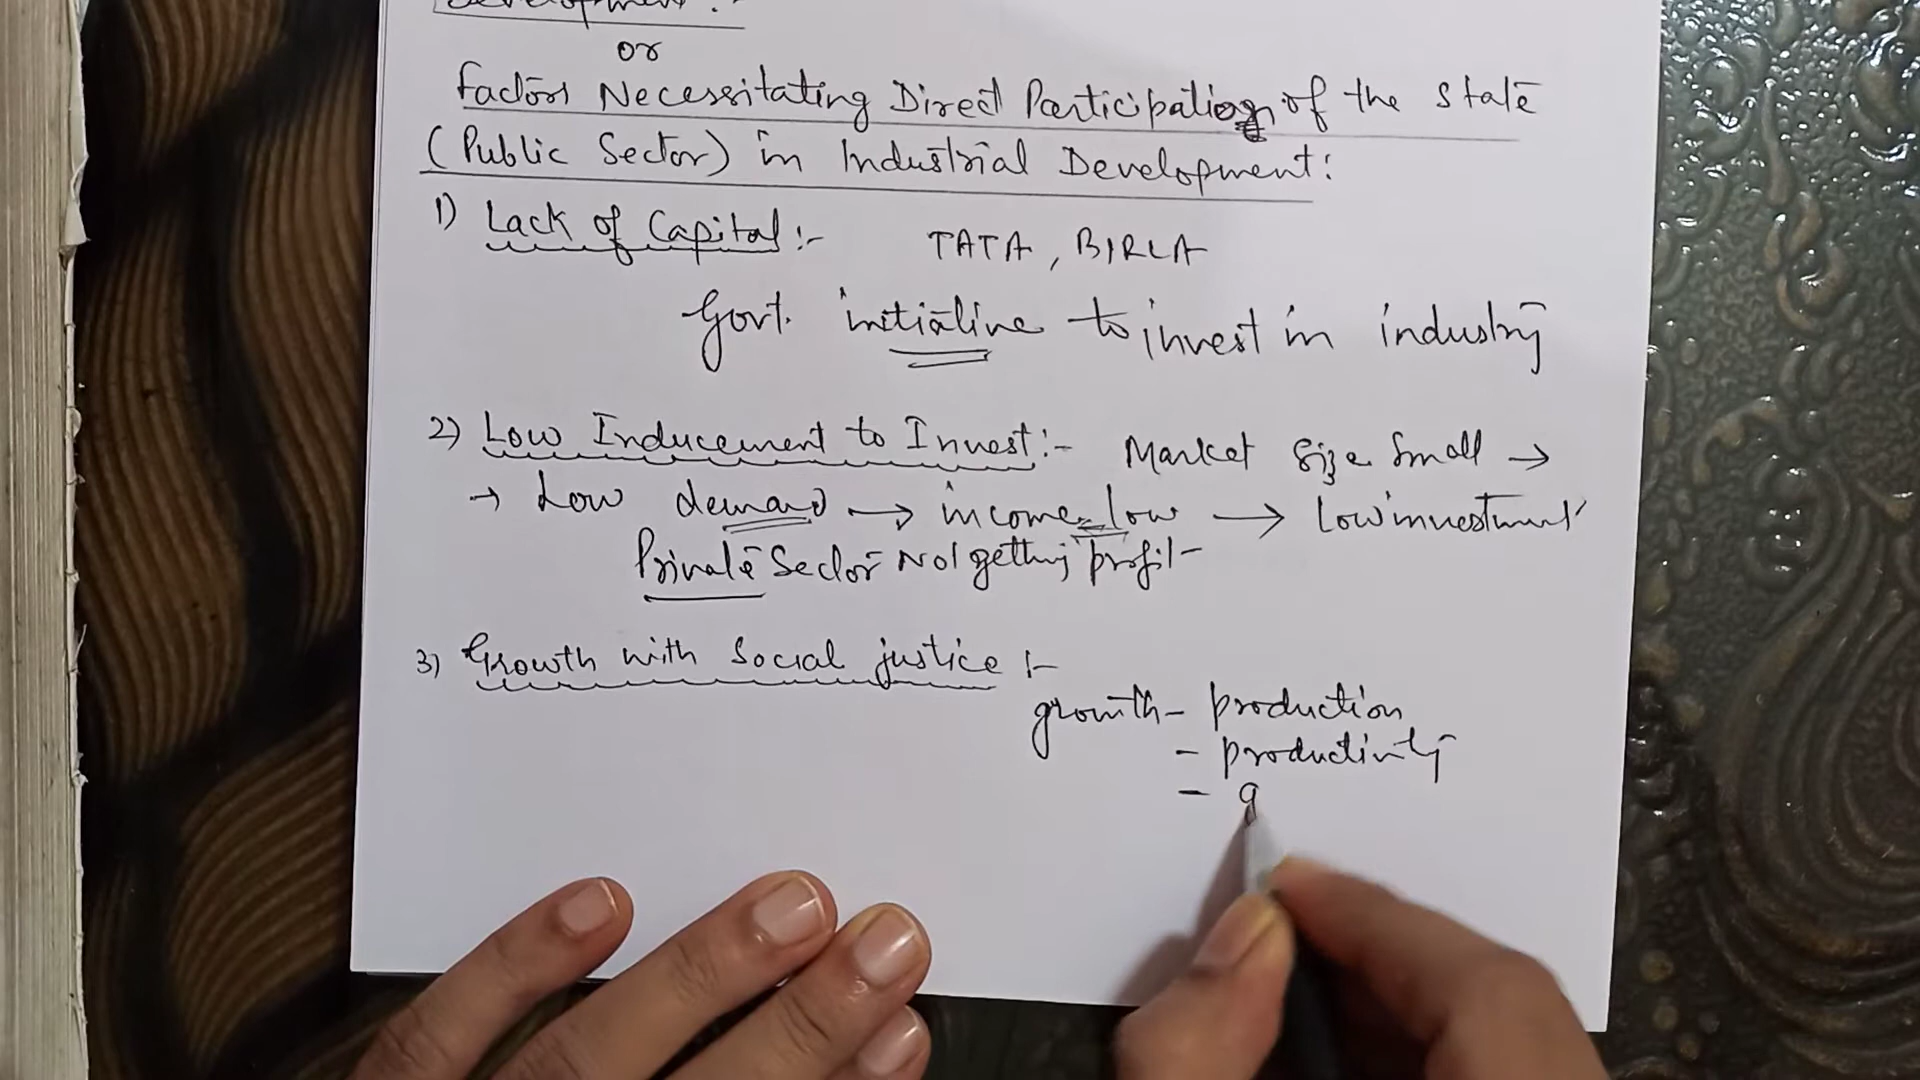 Development :-
or
Factors Necessitating Direct Participation of the State
(Public Sector) in Industrial Development:
1) Lack of Capital :- TATA, BIRLA
Govt. initiative to invest in industry
2) Low Inducement to Invest :- Market Size Small →
→ Low demand → income low → Low investment
Private Sector Not getting profit -
3) Growth with Social justice :-
growth - production
- productivity
- q